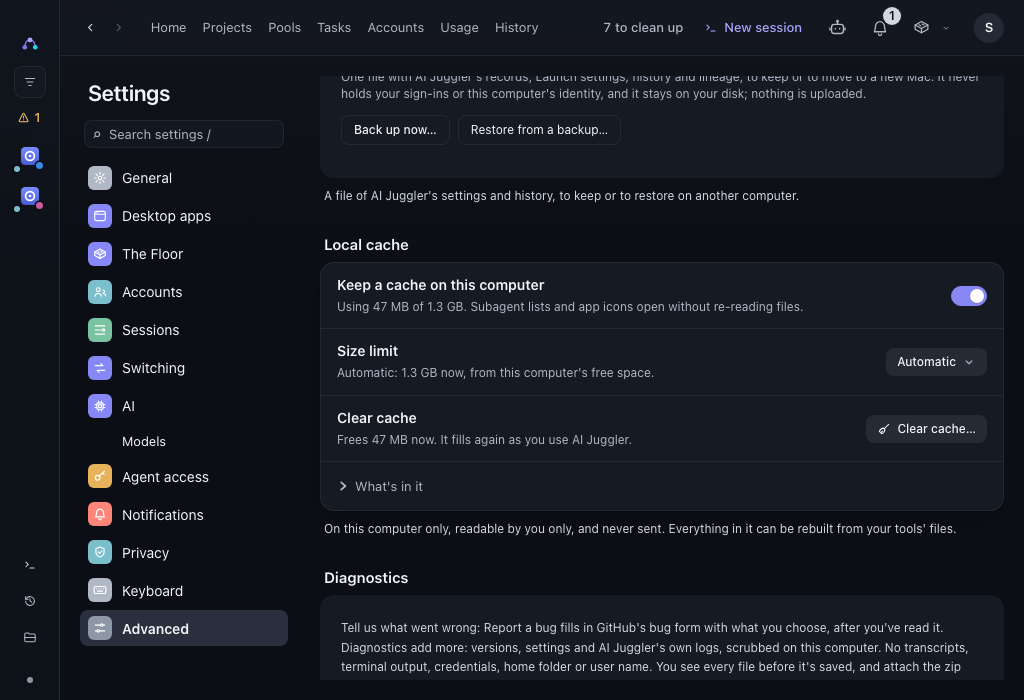 Home Projects Pools Tasks Accounts Usage History 7 to clean up New session 1 S
1
Settings
Search settings /
General
Desktop apps
The Floor
Accounts
Sessions
Switching
AI
Models
Agent access
Notifications
Privacy
Keyboard
Advanced
One file with AI Juggler's records, Launch settings, history and lineage, to keep or to move to a new Mac. It never
holds your sign-ins or this computer's identity, and it stays on your disk; nothing is uploaded.
Back up now... Restore from a backup...
A file of AI Juggler's settings and history, to keep or to restore on another computer.
Local cache
Keep a cache on this computer
Using 47 MB of 1.3 GB. Subagent lists and app icons open without re-reading files.
Size limit
Automatic: 1.3 GB now, from this computer's free space.
Automatic
Clear cache
Frees 47 MB now. It fills again as you use AI Juggler.
Clear cache...
What's in it
On this computer only, readable by you only, and never sent. Everything in it can be rebuilt from your tools' files.
Diagnostics
Tell us what went wrong: Report a bug fills in GitHub's bug form with what you choose, after you've read it.
Diagnostics add more: versions, settings and AI Juggler's own logs, scrubbed on this computer. No transcripts,
terminal output, credentials, home folder or user name. You see every file before it's saved, and attach the zip